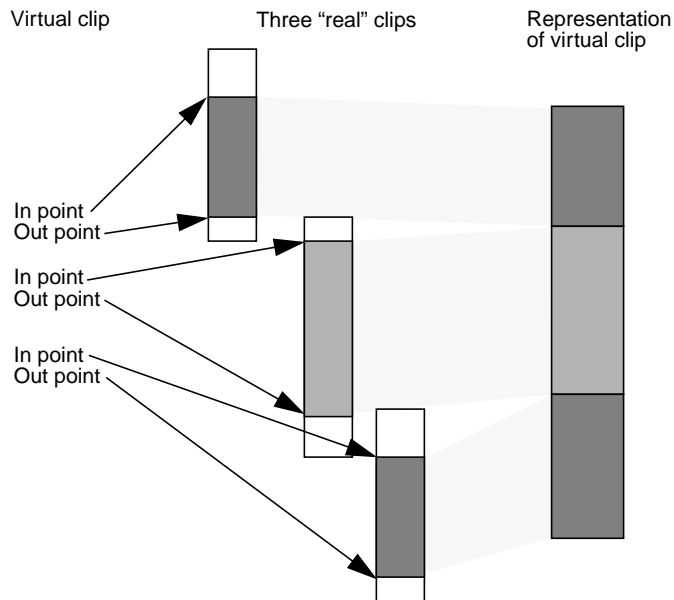 Virtual clip
Three “real” clips
Representation
of virtual clip
In point
Out point
In point
Out point
In point
Out point